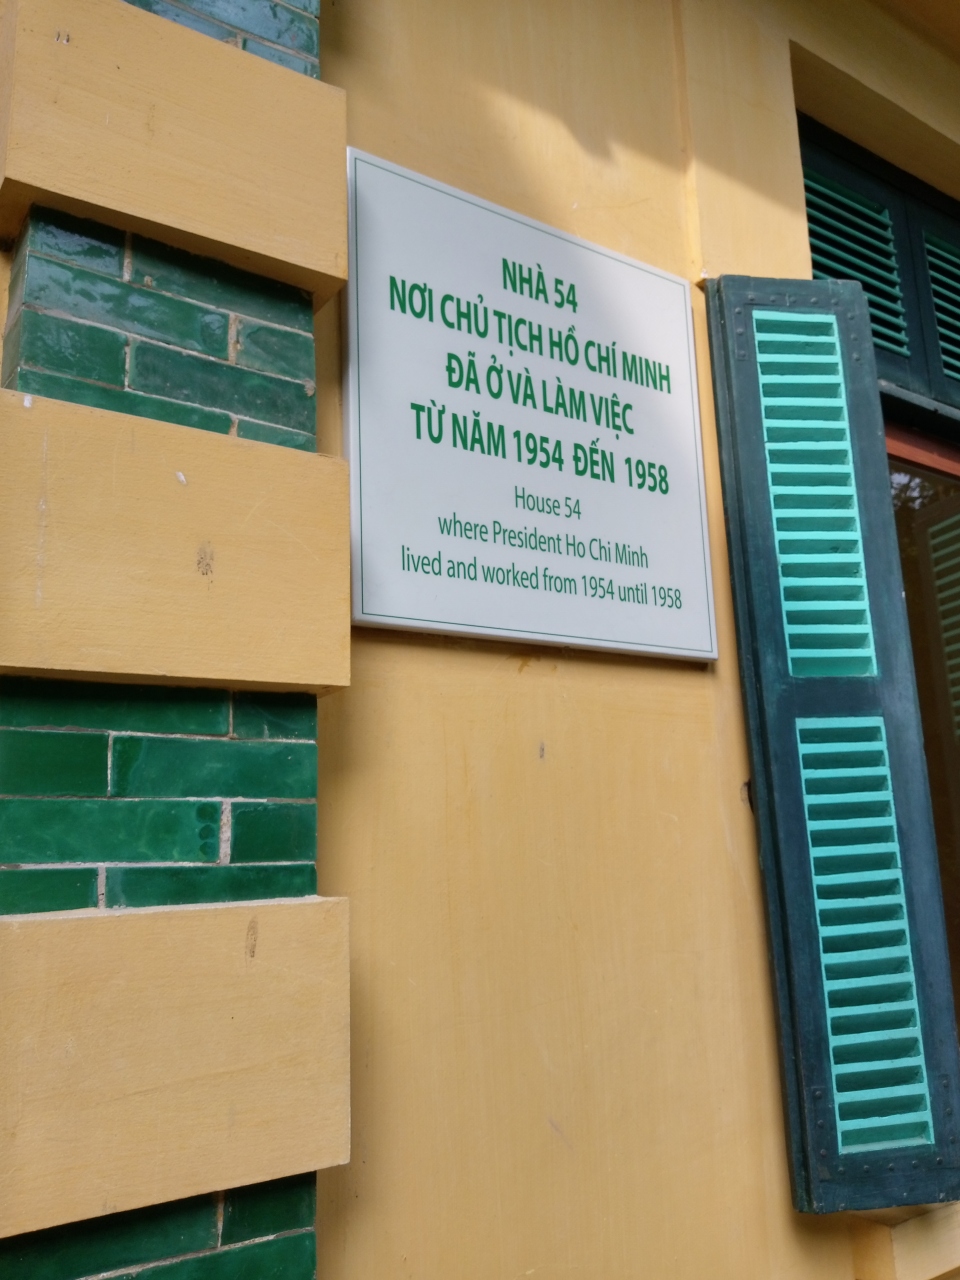 NHÀ 54
NƠI CHỦ TỊCH HỒ CHÍ MINH
ĐÃ Ở VÀ LÀM VIỆC
TỪ NĂM 1954 ĐẾN 1958
House 54
where President Ho Chi Minh
lived and worked from 1954 until 1958